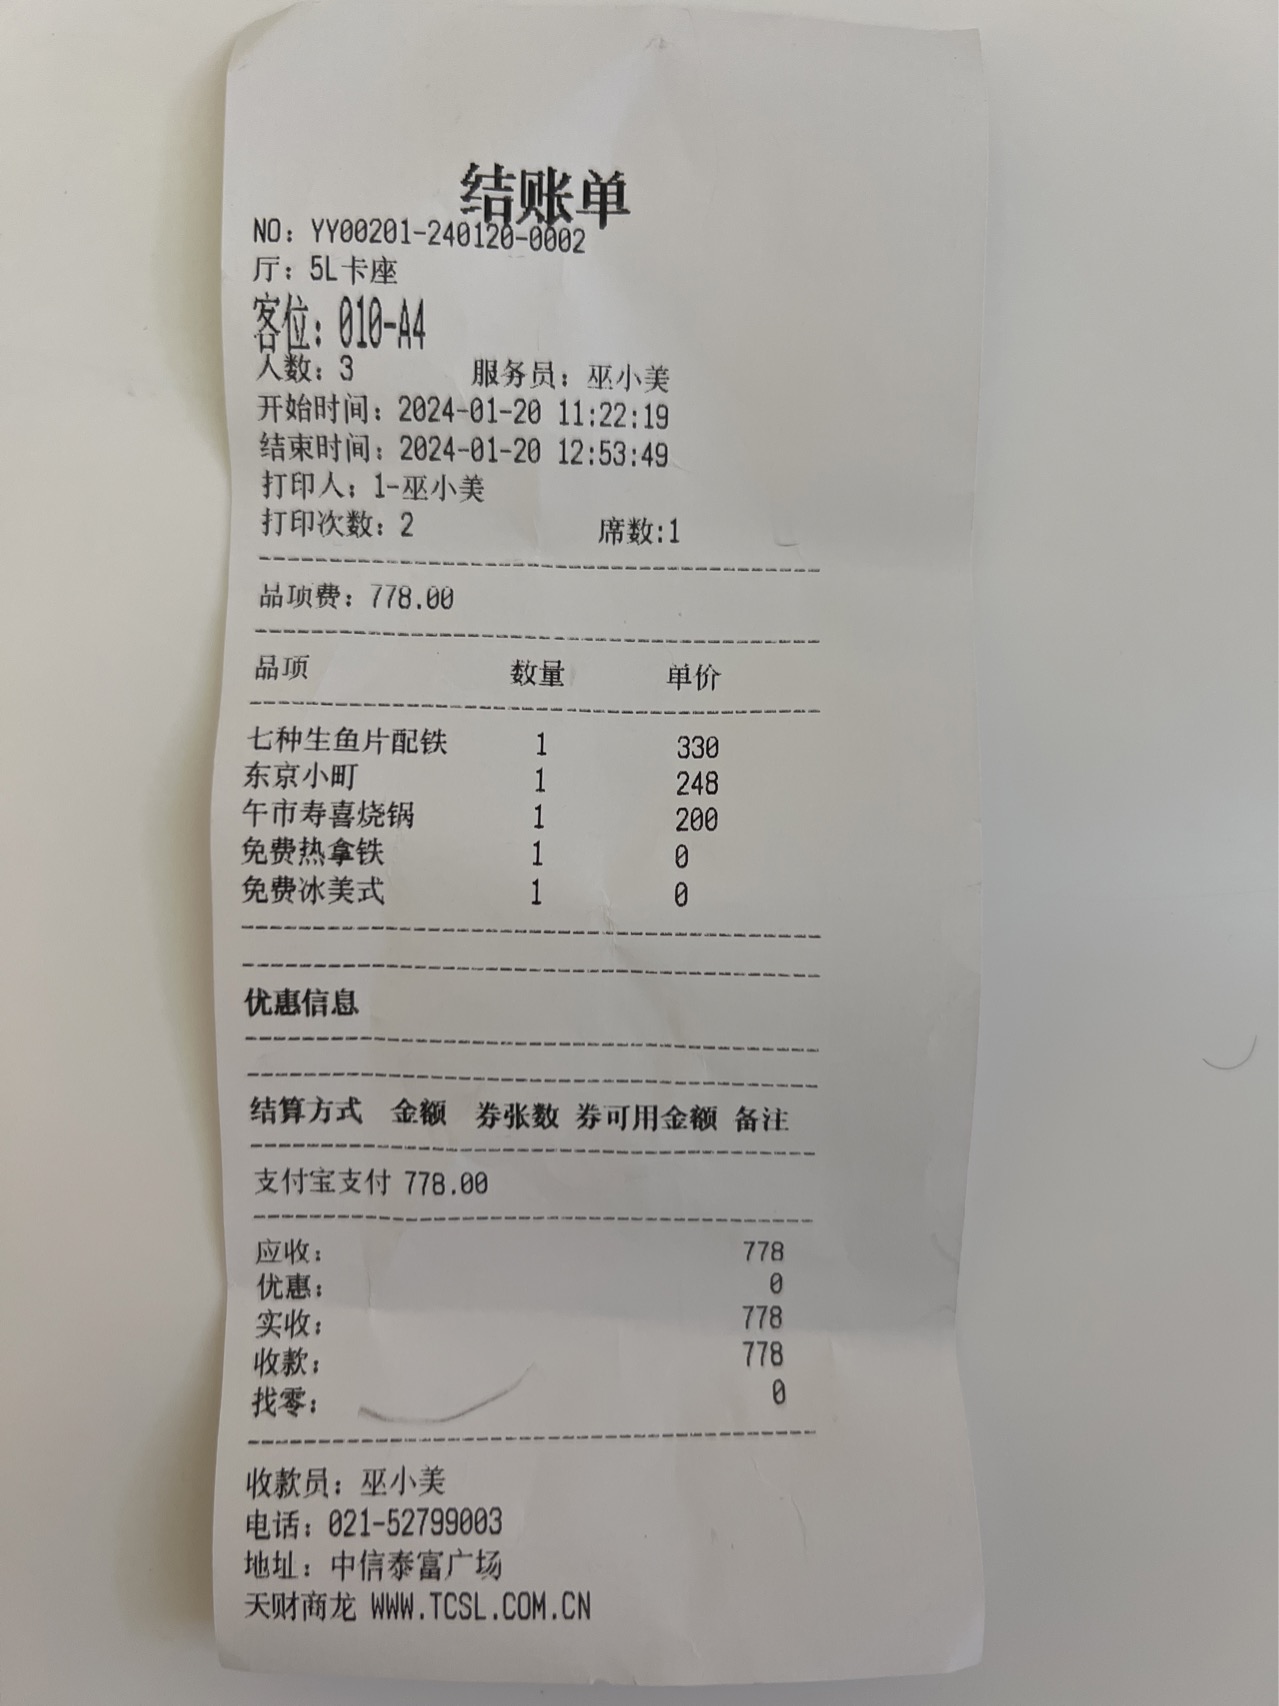 结账单
NO: YY00201-240120-0002
厅: 5L卡座
客位: 010-A4
人数: 3 服务员: 巫小美
开始时间: 2024-01-20 11:22:19
结束时间: 2024-01-20 12:53:49
打印人: 1-巫小美
打印次数: 2 席数:1
品项费: 778.00
品项 数量 单价
七种生鱼片配铁 1 330
东京小町 1 248
午市寿喜烧锅 1 200
免费热拿铁 1 0
免费冰美式 1 0
优惠信息
结算方式 金额 券张数 券可用金额 备注
支付宝支付 778.00
应收: 778
优惠: 0
实收: 778
收款: 778
找零: 0
收款员: 巫小美
电话: 021-52799003
地址: 中信泰富广场
天财商龙 WWW.TCSL.COM.CN